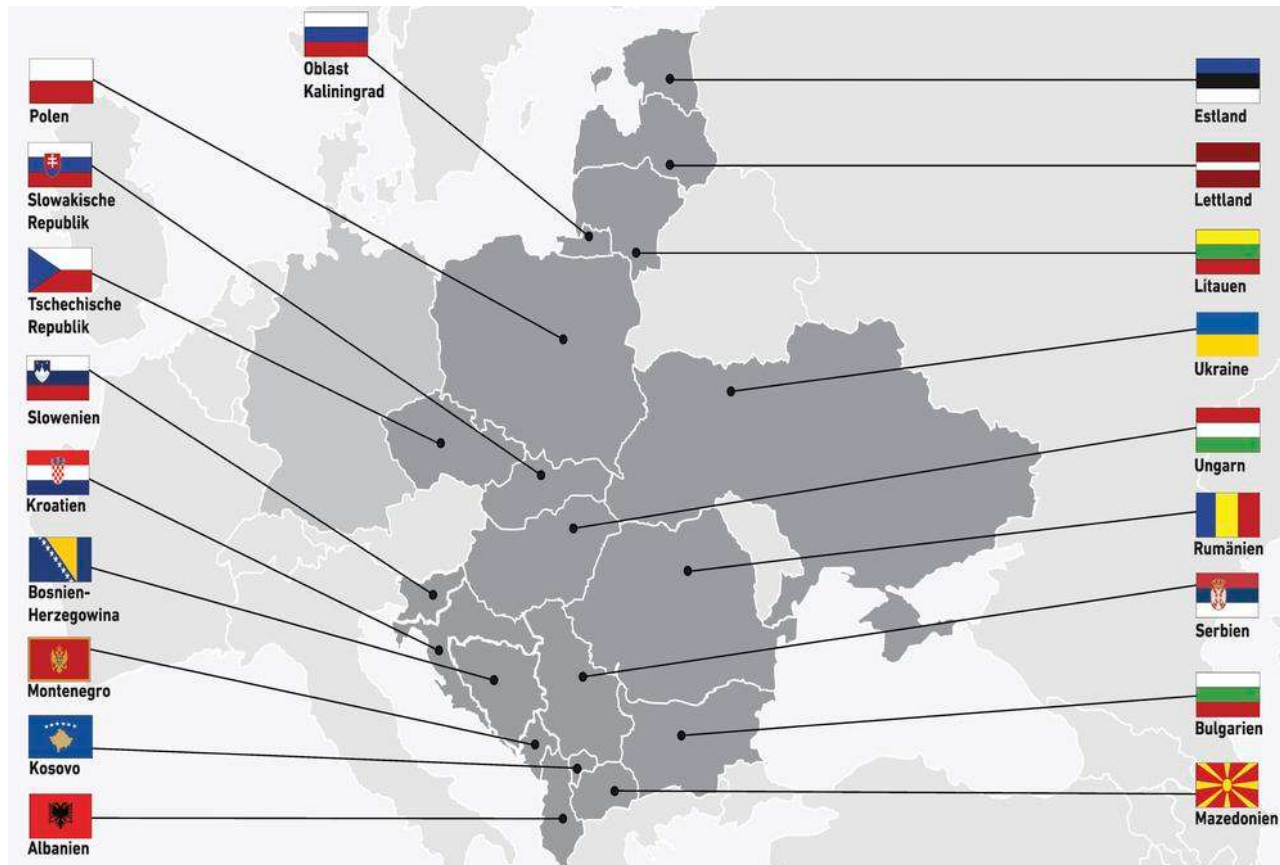 Oblast
Kaliningrad
Polen
Slowakische
Republik
Tschechische
Republik
Slowenien
Kroatien
Bosnien-
Herzegowina
Montenegro
Kosovo
Albanien
Estland
Lettland
Litauen
Ukraine
Ungarn
Rumänien
Serbien
Bulgarien
Mazedonien